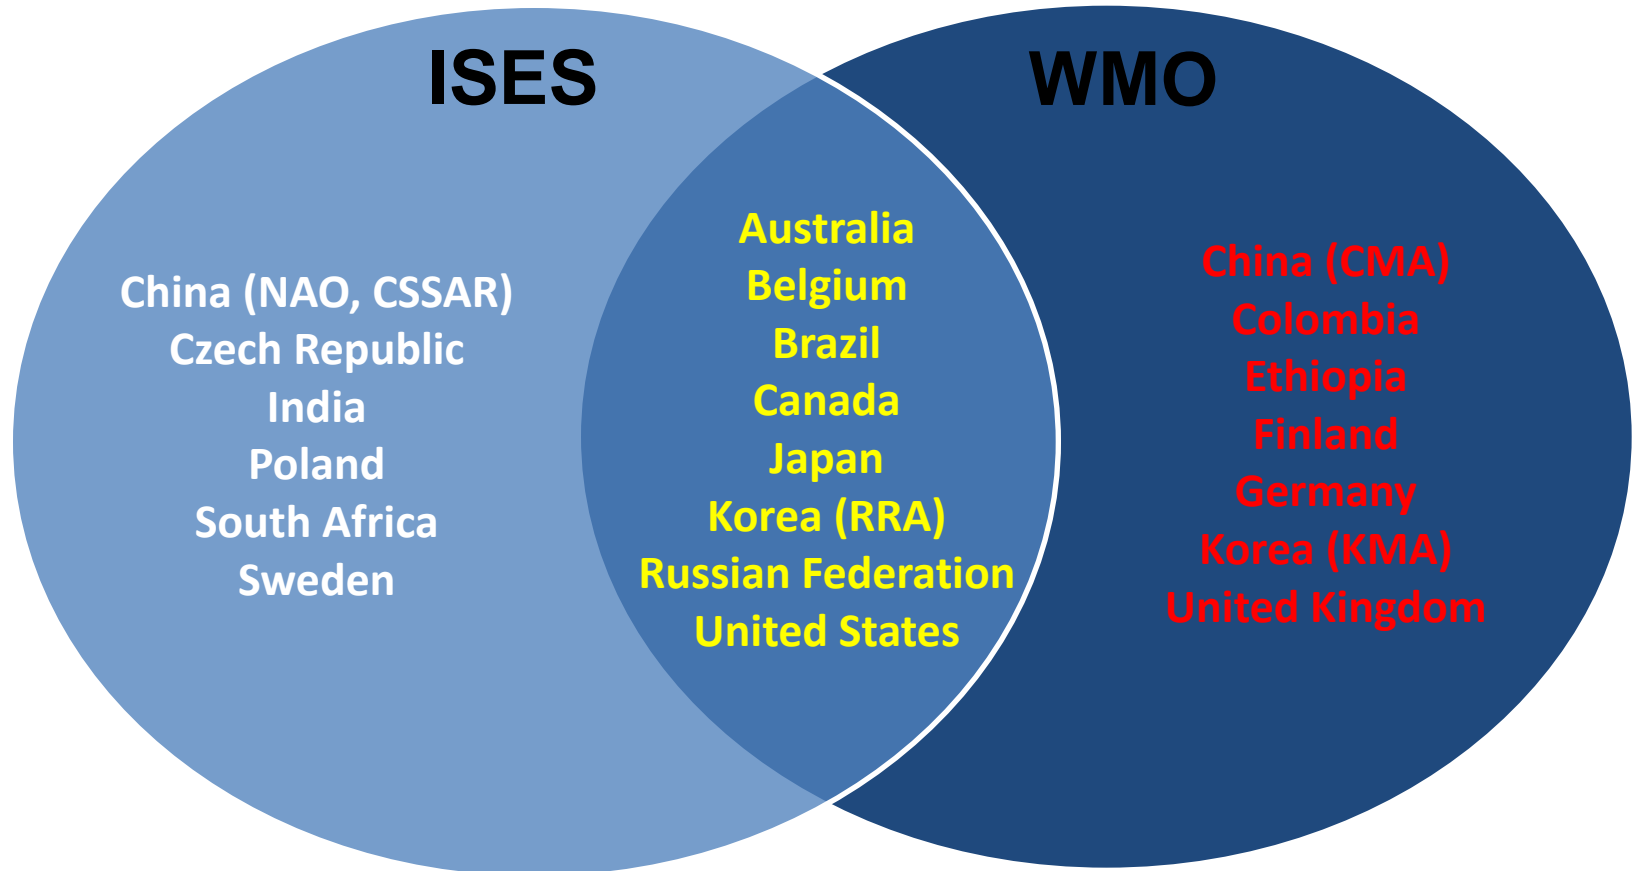 ISES
WMO
China (NAO, CSSAR)
Czech Republic
India
Poland
South Africa
Sweden
Australia
Belgium
Brazil
Canada
Japan
Korea (RRA)
Russian Federation
United States
China (CMA)
Colombia
Ethiopia
Finland
Germany
Korea (KMA)
United Kingdom